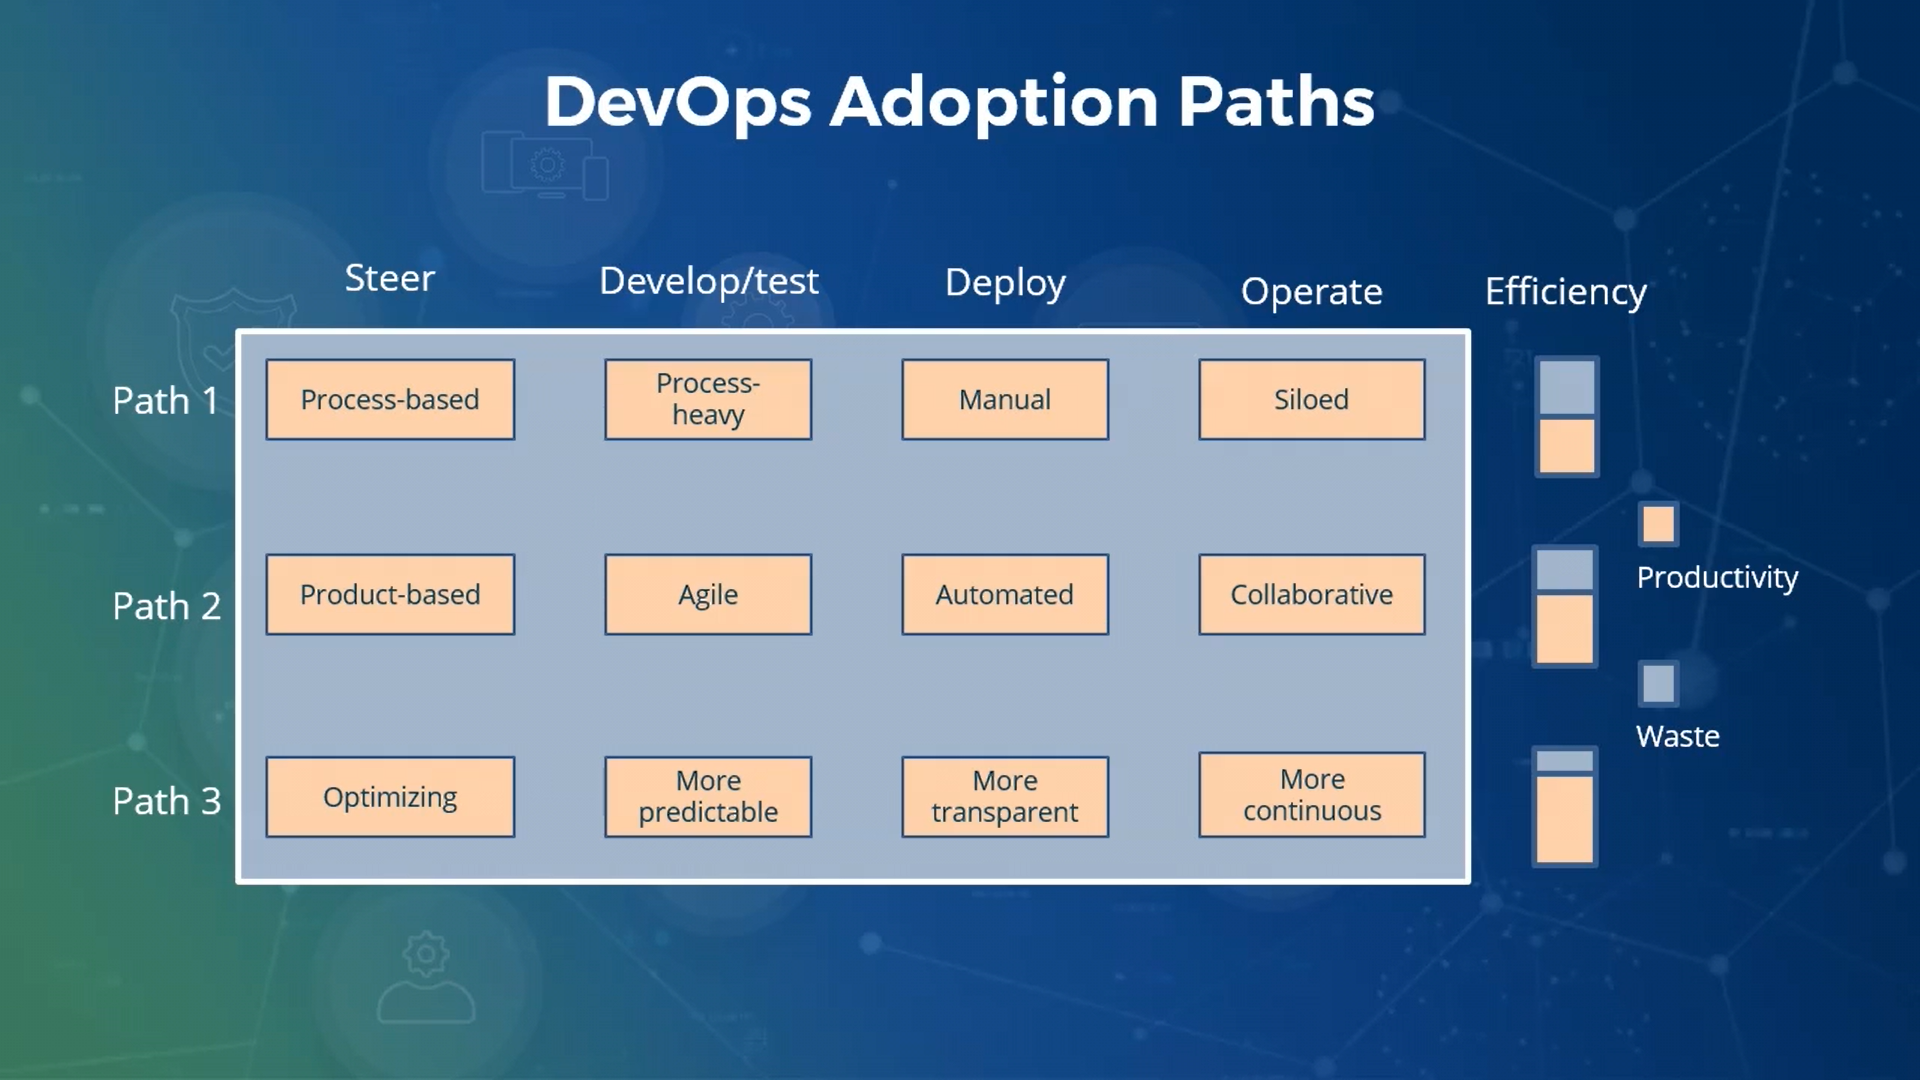 DevOps Adoption Paths
Steer
Develop/test
Deploy
Operate
Efficiency
Path 1
Process-based
Process-
heavy
Manual
Siloed
Path 2
Product-based
Agile
Automated
Collaborative
Productivity
Waste
Path 3
Optimizing
More
predictable
More
transparent
More
continuous